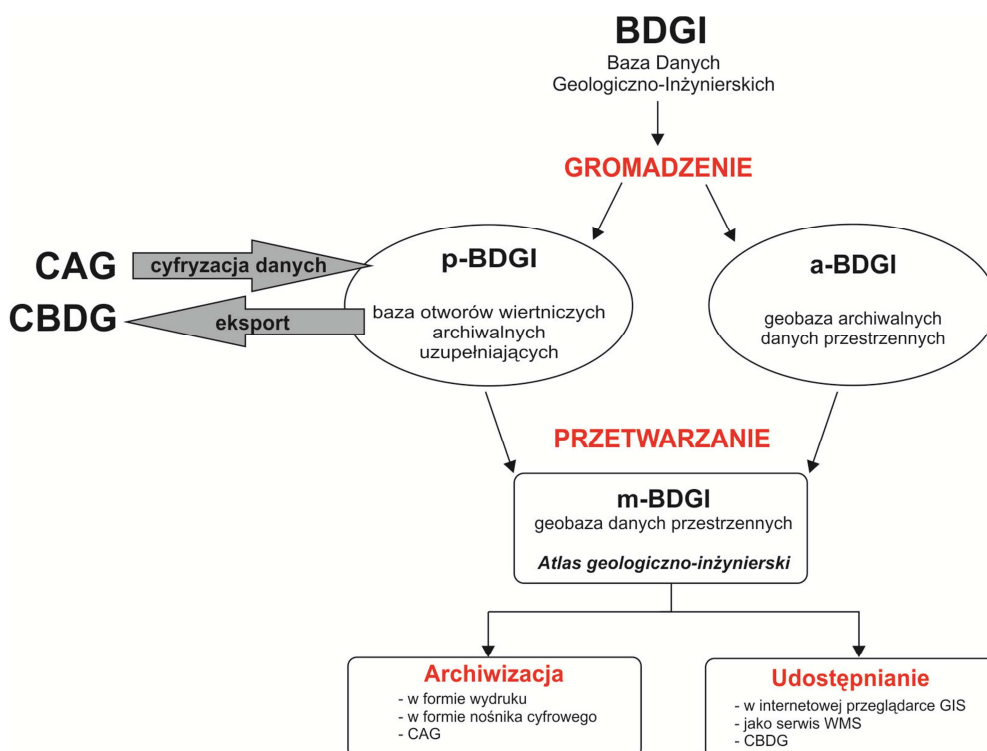 BDGI
Baza Danych
Geologiczno-Inżynierskich
GROMADZENIE
CAG
cyfryzacja danych
CBDG
eksport
p-BDGI
baza otworów wiertniczych
archiwalnych
uzupełniających
a-BDGI
geobaza archiwalnych
danych przestrzennych
PRZETWARZANIE
m-BDGI
geobaza danych przestrzennych
Atlas geologiczno-inżynierski
Archiwizacja
- w formie wydruku
- w formie nośnika cyfrowego
- CAG
Udostępnianie
- w internetowej przeglądarce GIS
- jako serwis WMS
- CBDG